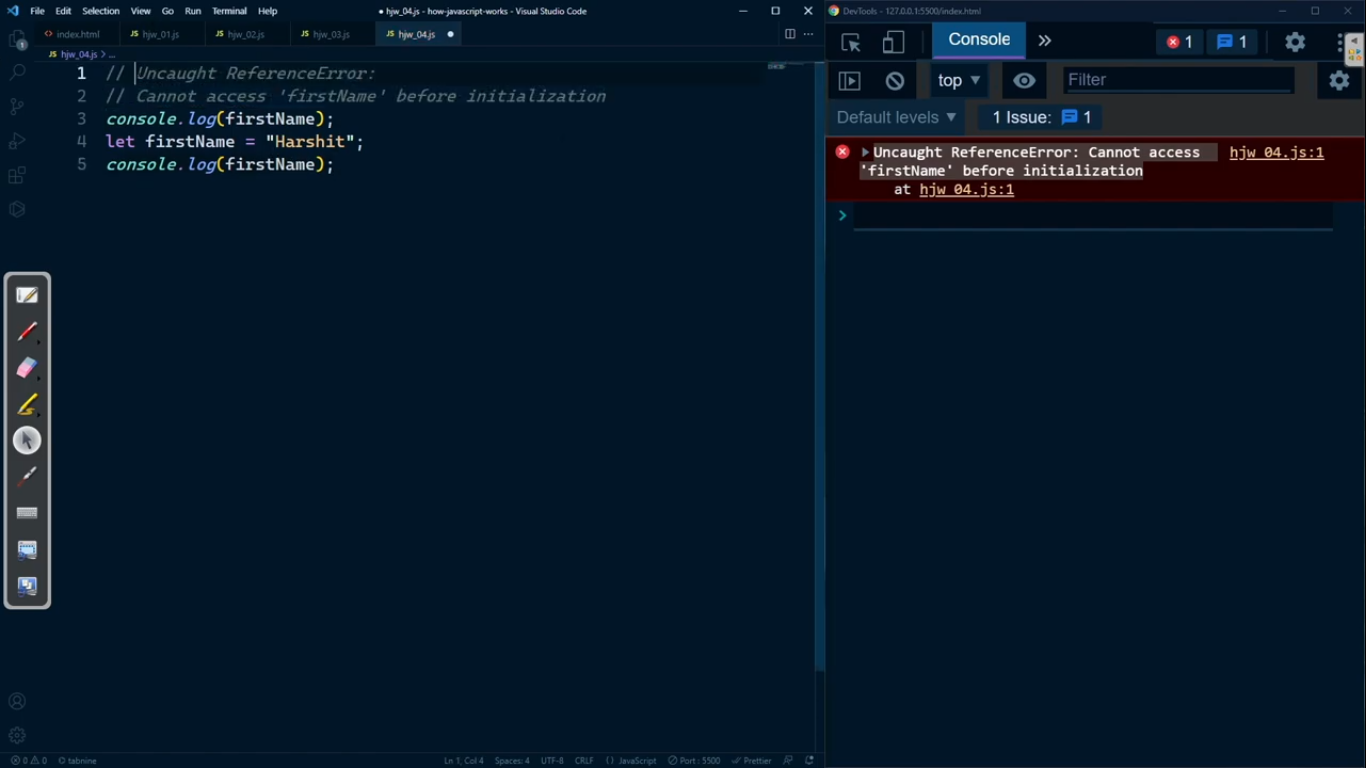 File Edit Selection View Go Run Terminal Help
● hjw_04.js - how-javascript-works - Visual Studio Code
DevTools - 127.0.0.1:5500/index.html
<> index.html
JS hjw_01.js
JS hjw_02.js
JS hjw_03.js
JS hjw_04.js ●
JS hjw_04.js > ...
1 // Uncaught ReferenceError:
2 // Cannot access 'firstName' before initialization
3 console.log(firstName);
4 let firstName = "Harshit";
5 console.log(firstName);
Console » 1 1
top ▼ Filter
Default levels ▼ 1 Issue: 1
Uncaught ReferenceError: Cannot access hjw_04.js:1
'firstName' before initialization
at hjw_04.js:1
>
1
0 0 tabnine Ln 1, Col 4 Spaces: 4 UTF-8 CRLF {} JavaScript Port : 5500 Prettier